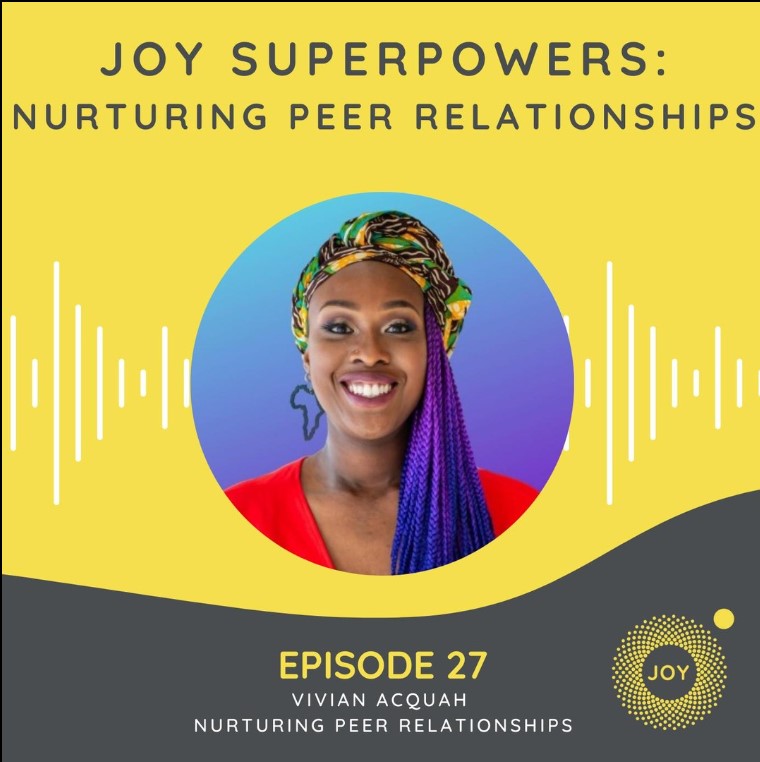 JOY SUPERPOWERS:
NURTURING PEER RELATIONSHIPS
EPISODE 27
VIVIAN ACQUAH
NURTURING PEER RELATIONSHIPS
JOY